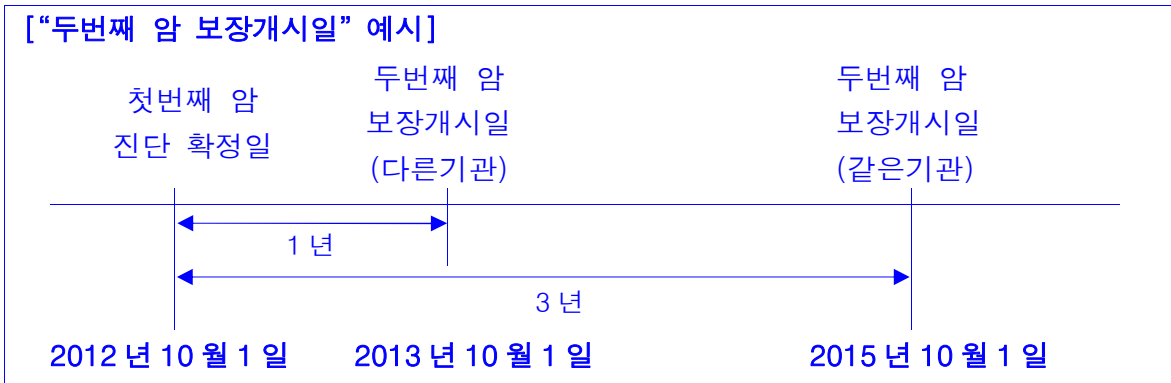 [“두번째 암 보장개시일” 예시]
첫번째 암
진단 확정일
두번째 암
보장개시일
(다른기관)
두번째 암
보장개시일
(같은기관)
1 년
3 년
2012 년 10 월 1 일
2013 년 10 월 1 일
2015 년 10 월 1 일